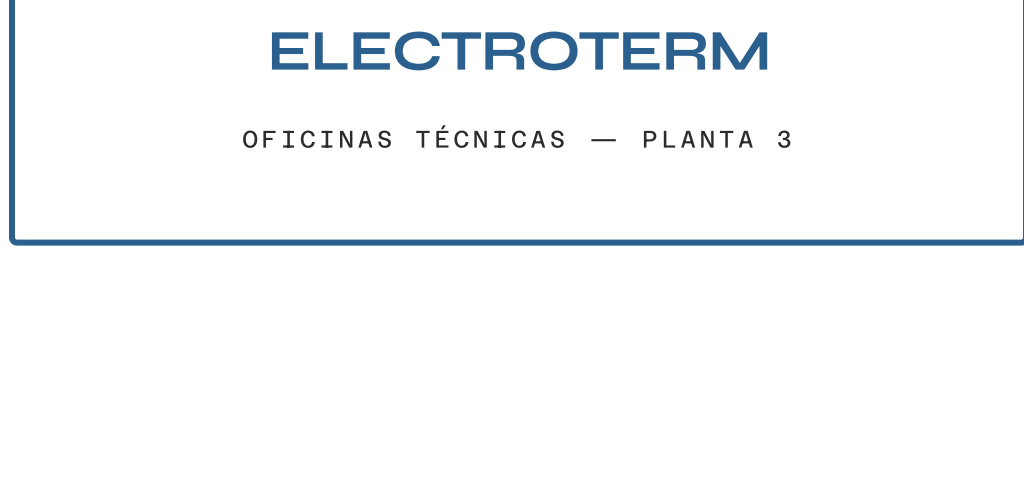 ELECTROTERM
OFICINAS TÉCNICAS — PLANTA 3